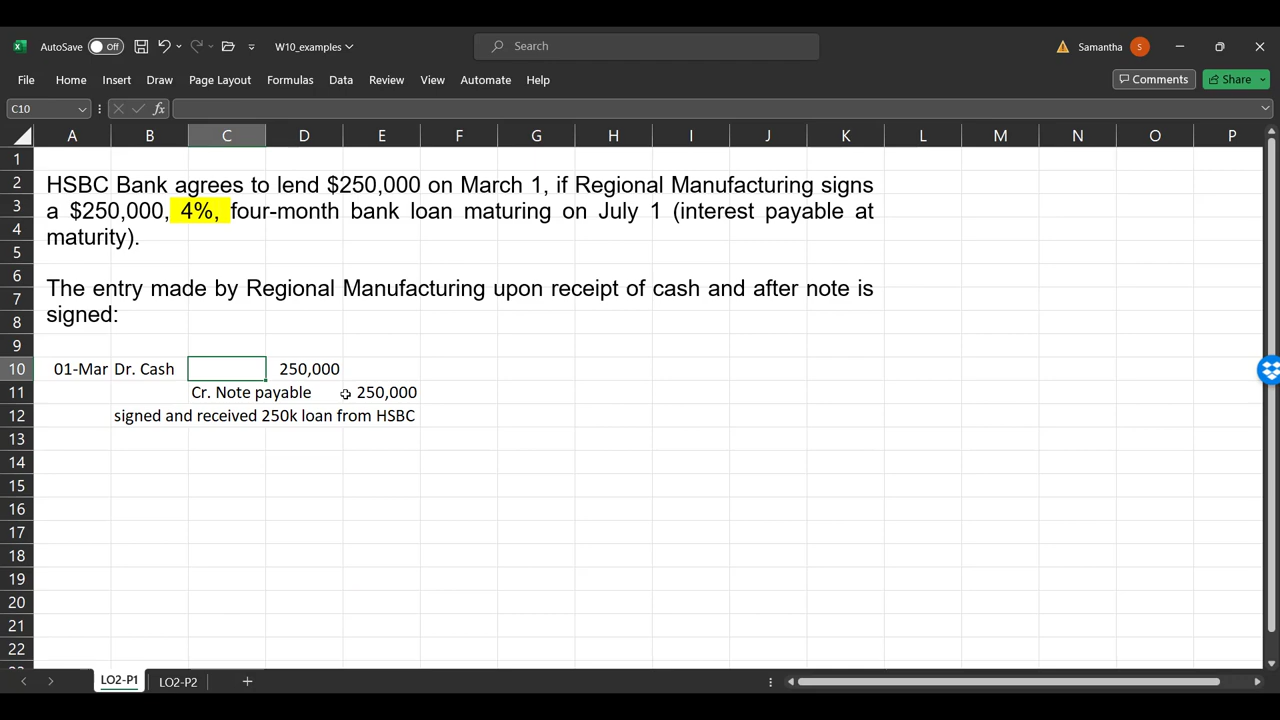 AutoSave Off W10_examples Search Samantha S
File Home Insert Draw Page Layout Formulas Data Review View Automate Help Comments Share
C10 fx
A B C D E F G H I J K L M N O P
1
2 HSBC Bank agrees to lend $250,000 on March 1, if Regional Manufacturing signs
3 a $250,000, 4%, four-month bank loan maturing on July 1 (interest payable at
4 maturity).
5
6 The entry made by Regional Manufacturing upon receipt of cash and after note is
7
8 signed:
9
10 01-Mar Dr. Cash 250,000
11 Cr. Note payable 250,000
12 signed and received 250k loan from HSBC
13
14
15
16
17
18
19
20
21
22
LO2-P1 LO2-P2